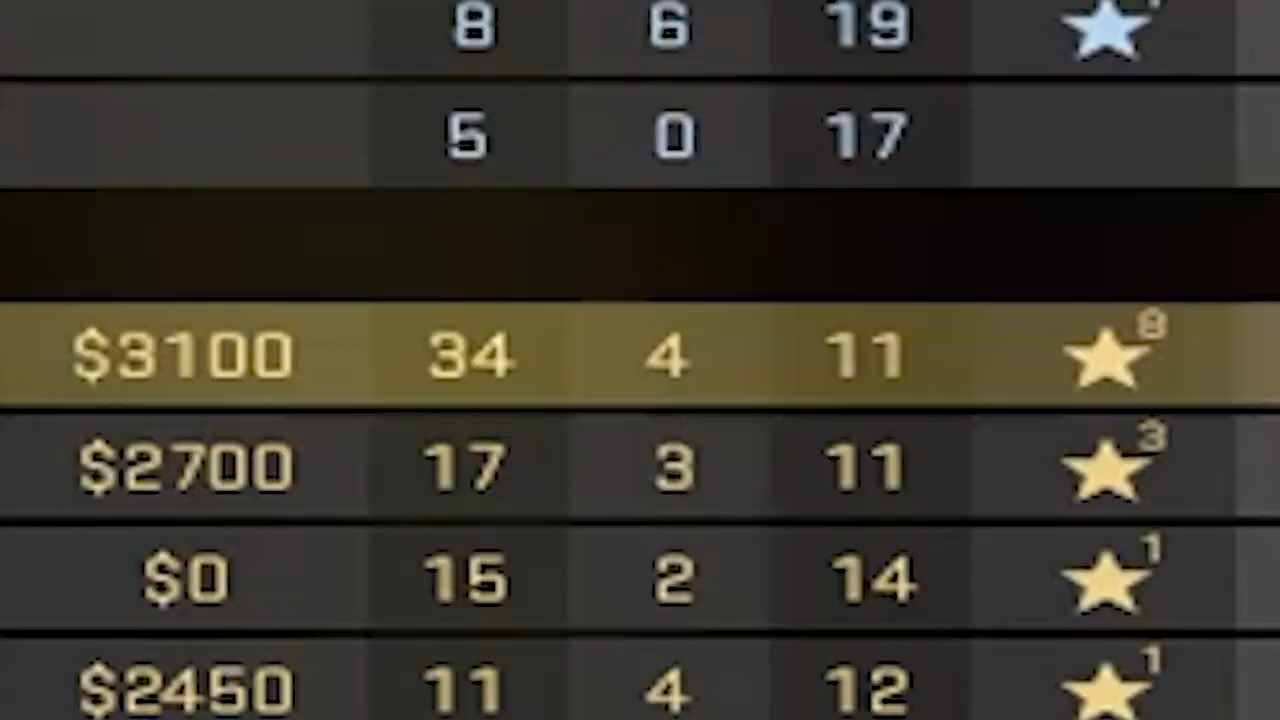 8 6 19
5 0 17
$3100 34 4 11 8
$2700 17 3 11 3
$0 15 2 14 1
$2450 11 4 12 1